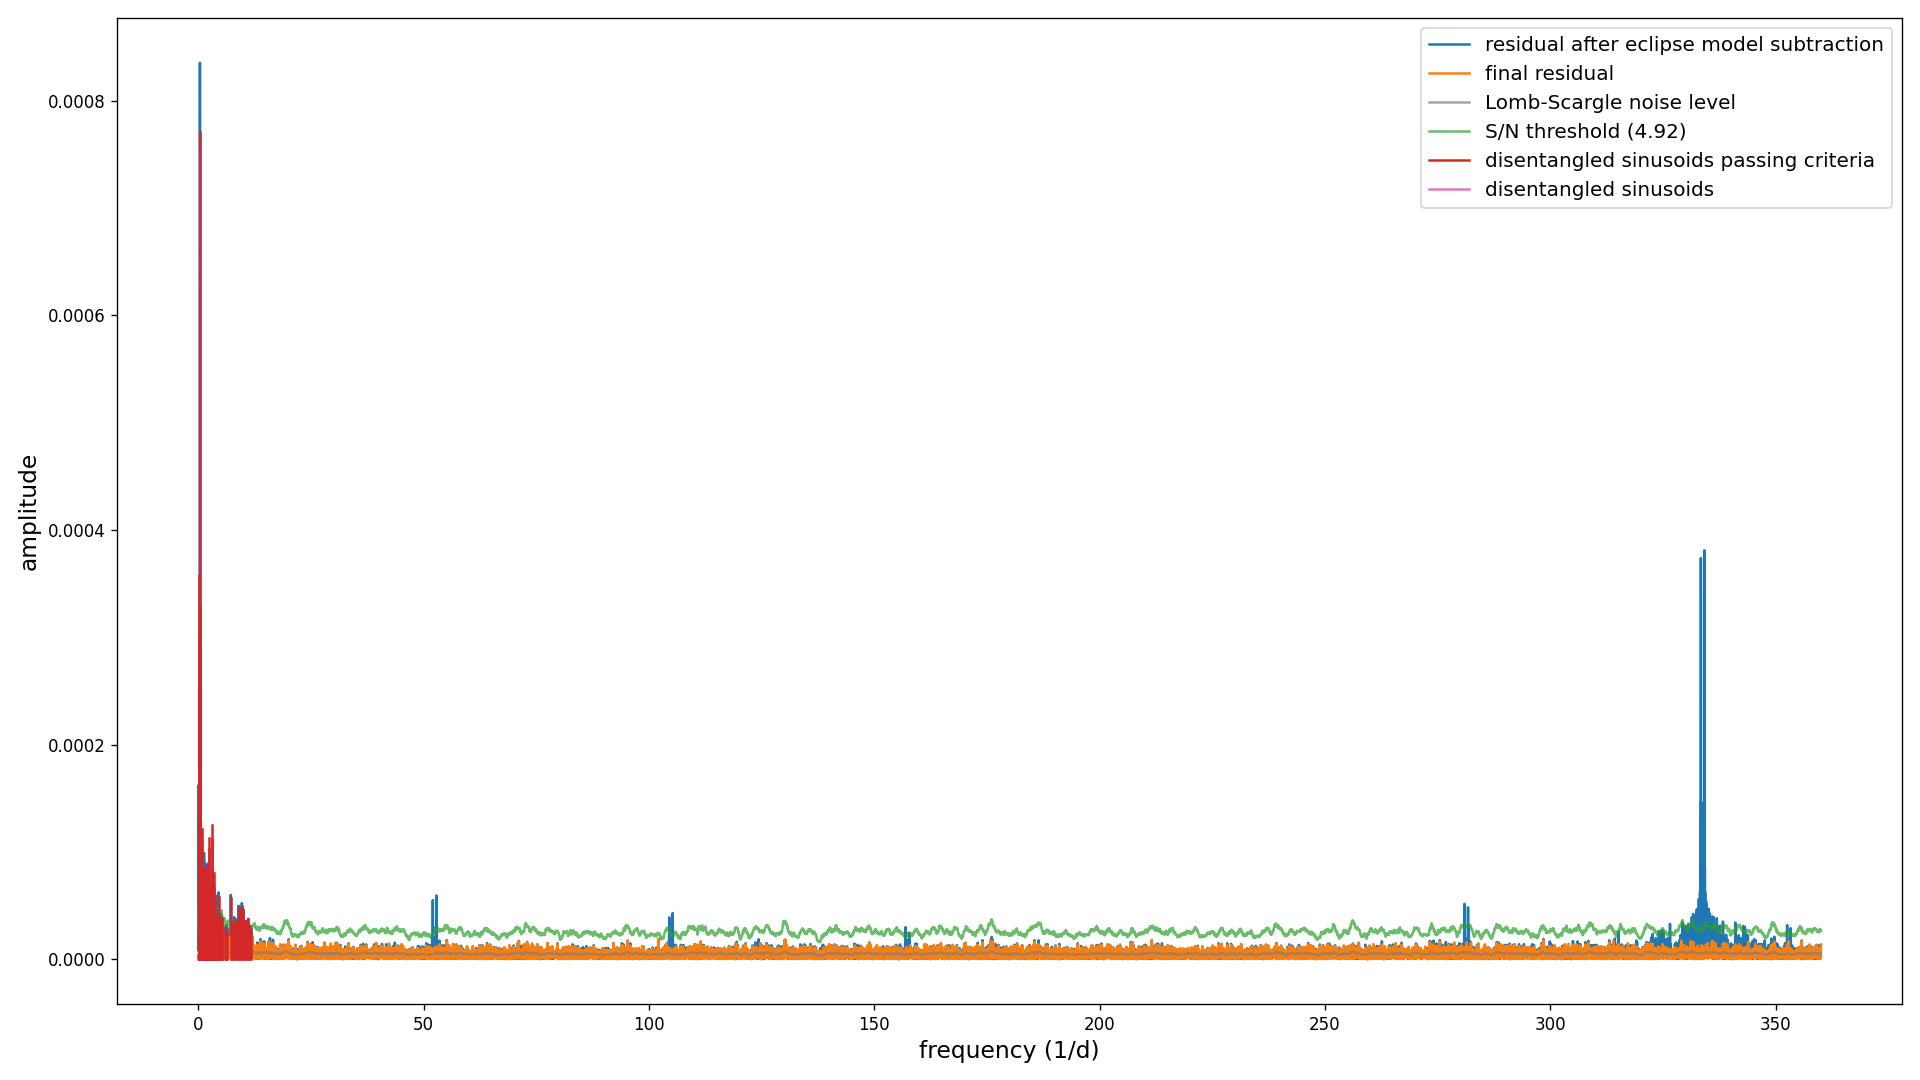 residual after eclipse model subtraction
final residual
Lomb-Scargle noise level
S/N threshold (4.92)
disentangled sinusoids passing criteria
disentangled sinusoids
0.0008
0.0006
0.0004
0.0002
0.0000
amplitude
0 50 100 150 200 250 300 350
frequency (1/d)